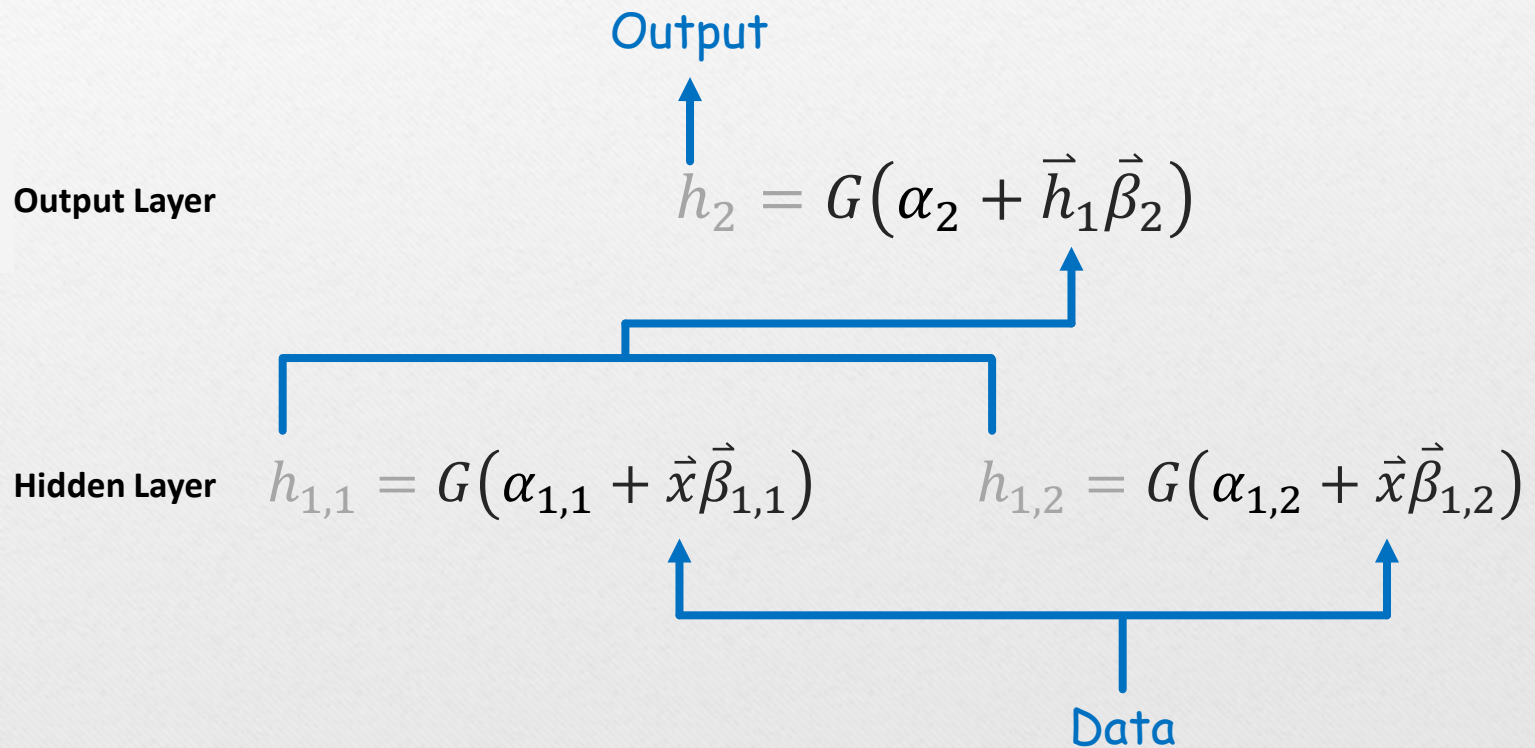 Output
Output Layer h₂ = G(α₂ + h⃗₁β⃗₂)
Hidden Layer h₁,₁ = G(α₁,₁ + x⃗β⃗₁,₁) h₁,₂ = G(α₁,₂ + x⃗β⃗₁,₂)
Data